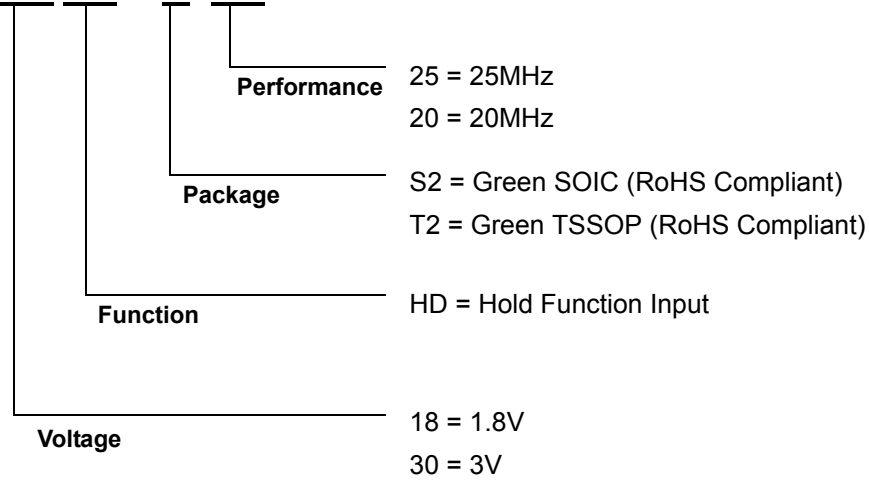 Performance 25 = 25MHz
20 = 20MHz
Package S2 = Green SOIC (RoHS Compliant)
T2 = Green TSSOP (RoHS Compliant)
Function HD = Hold Function Input
Voltage 18 = 1.8V
30 = 3V